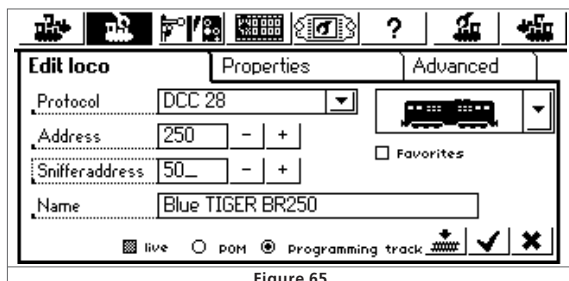 ?
Edit loco Properties Advanced
Protocol DCC 28
Address 250 - +
Favorites
Snifferaddress 50_ - +
Name Blue TIGER BR250
live POM Programming track
Figure 65